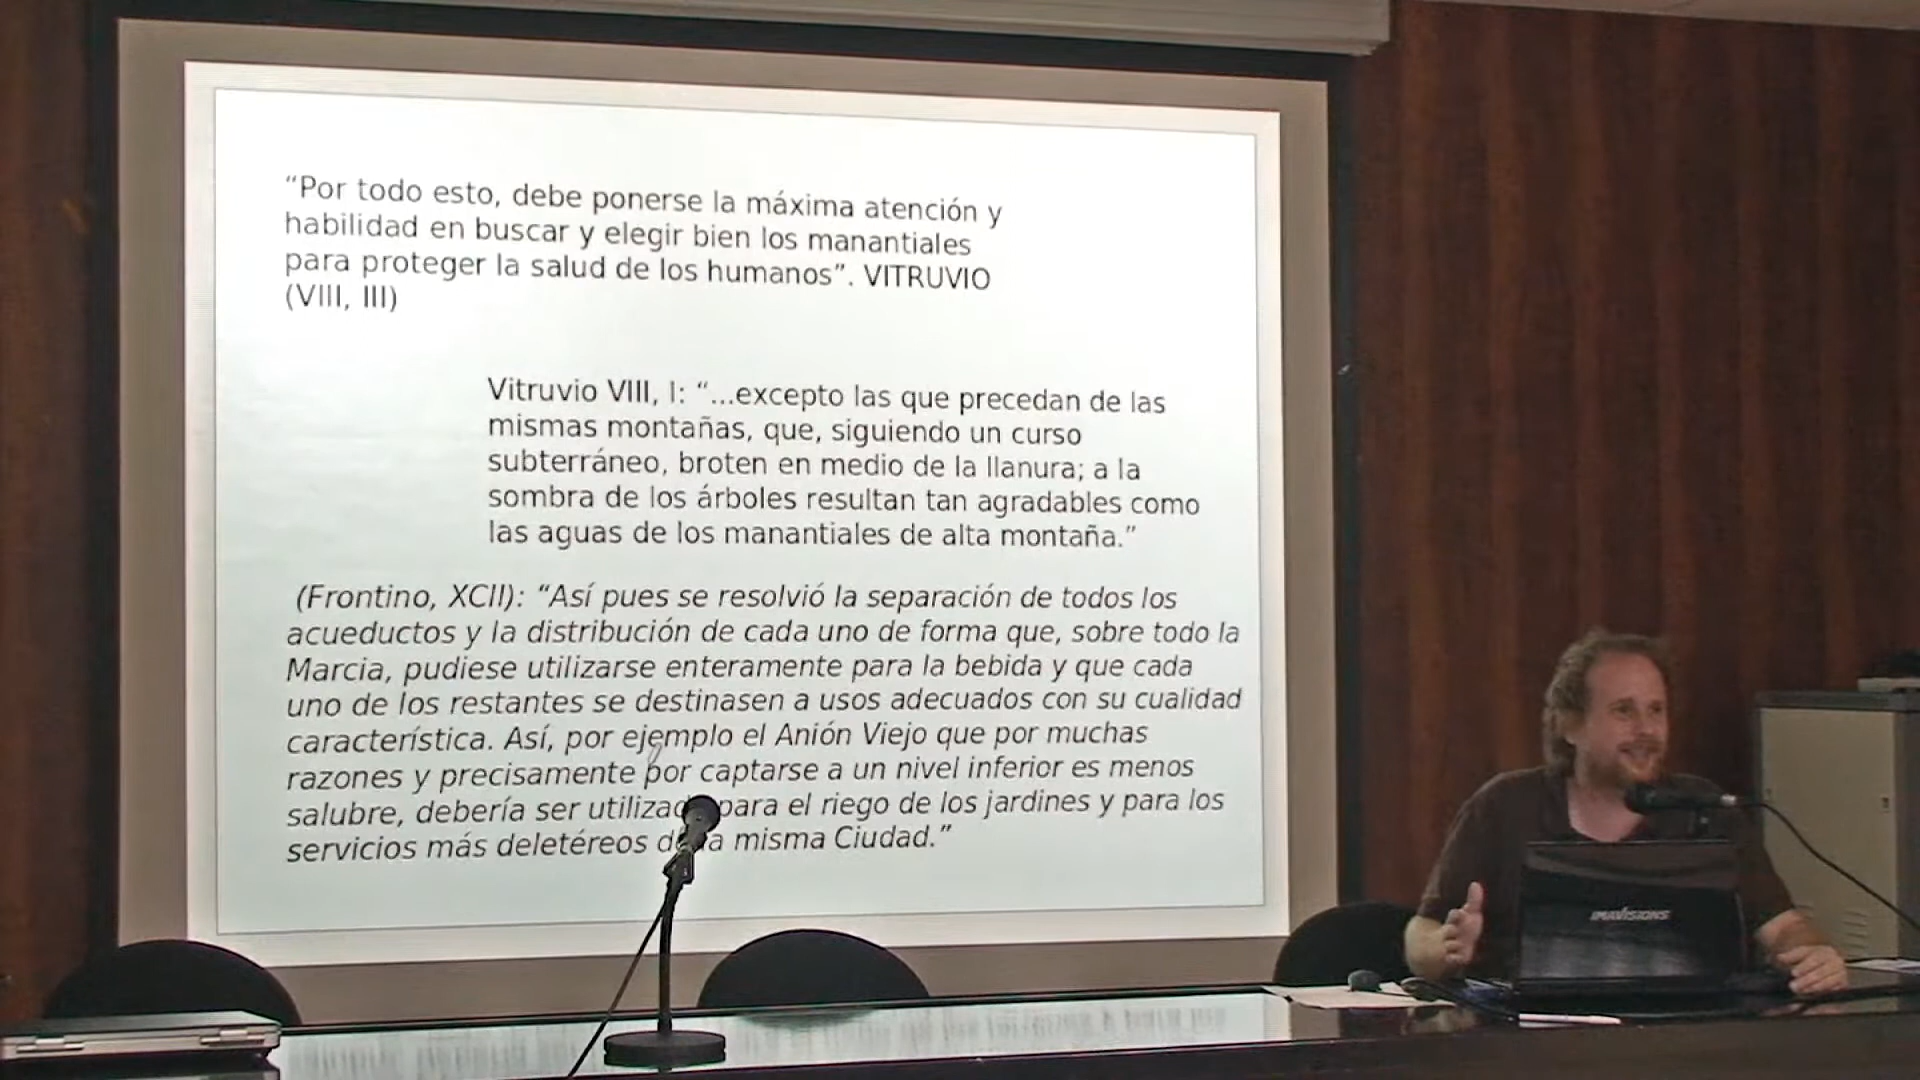 “Por todo esto, debe ponerse la máxima atención y
habilidad en buscar y elegir bien los manantiales
para proteger la salud de los humanos”. VITRUVIO
(VIII, III)
Vitruvio VIII, I: “...excepto las que precedan de las
mismas montañas, que, siguiendo un curso
subterráneo, broten en medio de la llanura; a la
sombra de los árboles resultan tan agradables como
las aguas de los manantiales de alta montaña.”
(Frontino, XCII): “Así pues se resolvió la separación de todos los
acueductos y la distribución de cada uno de forma que, sobre todo la
Marcia, pudiese utilizarse enteramente para la bebida y que cada
uno de los restantes se destinasen a usos adecuados con su cualidad
característica. Así, por ejemplo el Anión Viejo que por muchas
razones y precisamente por captarse a un nivel inferior es menos
salubre, debería ser para el riego de los jardines y para los
servicios más deletéreos misma Ciudad.”